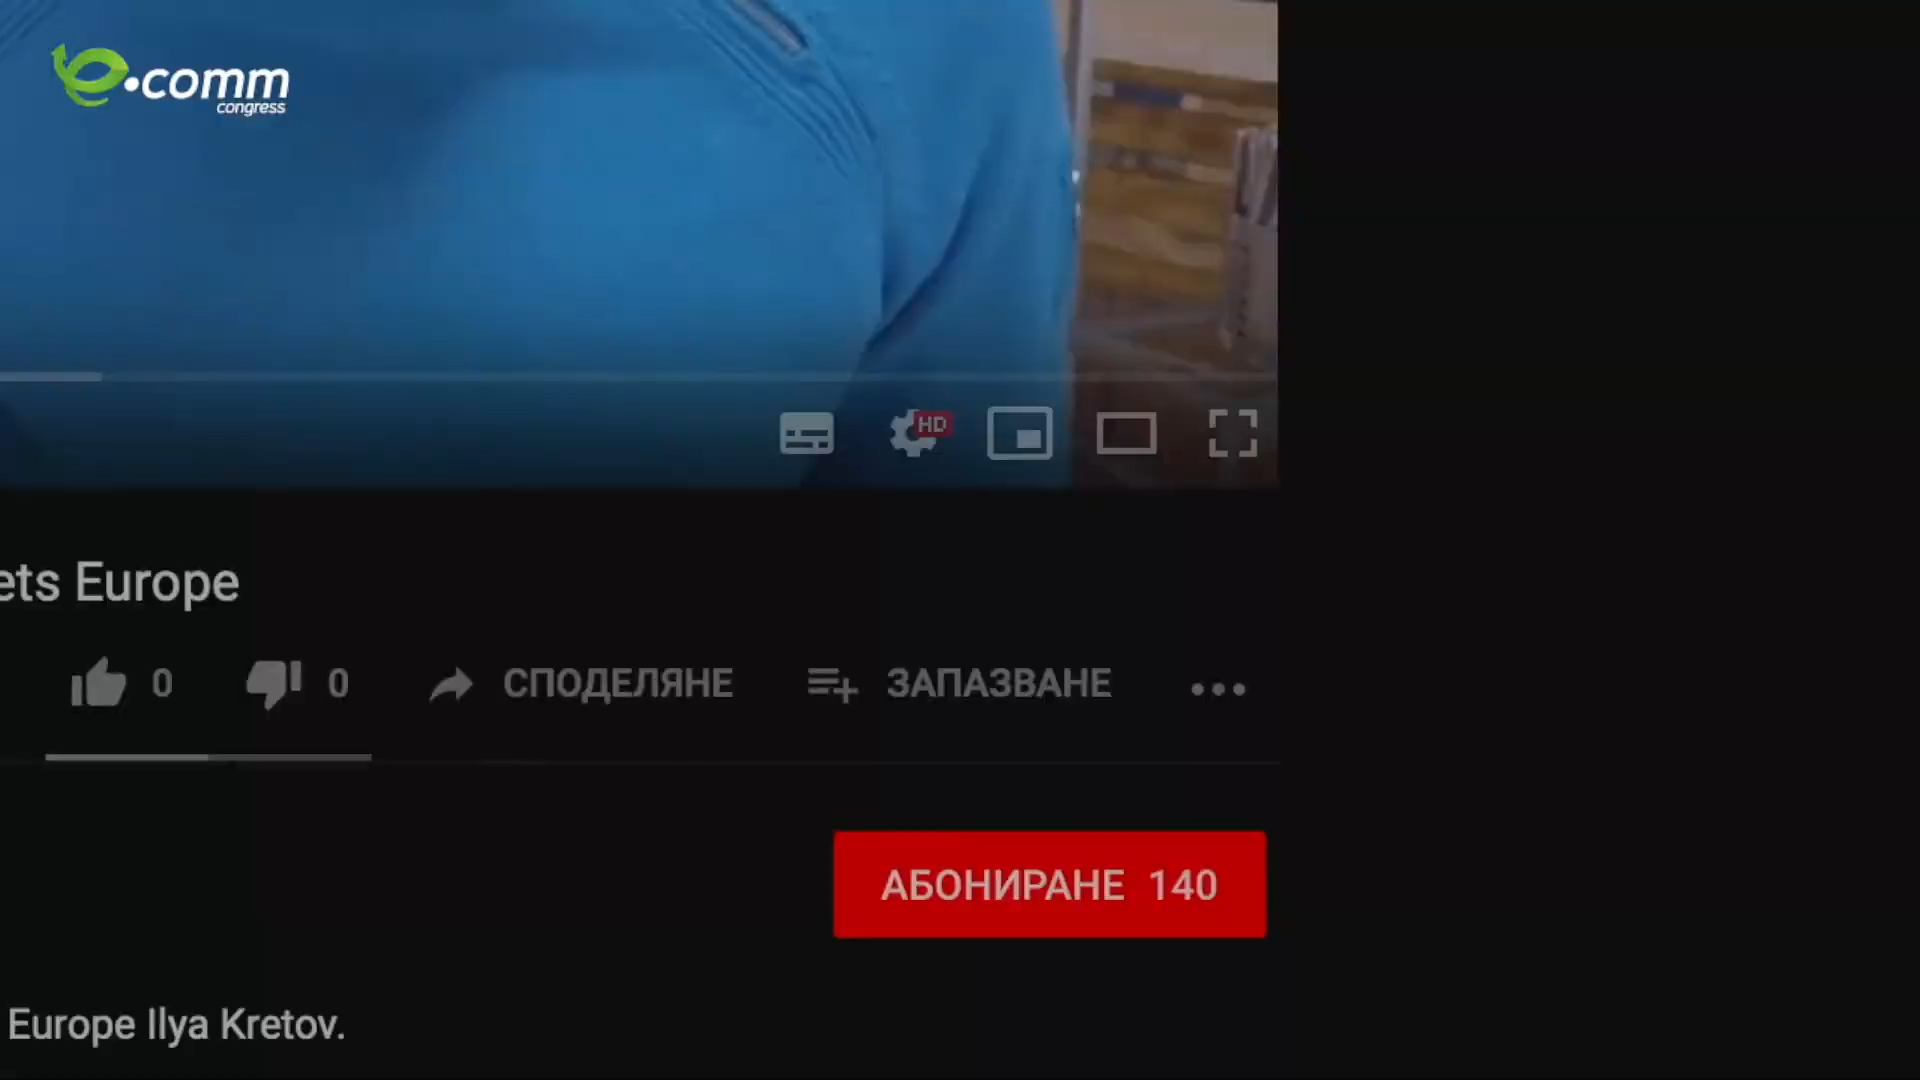 e•comm
congress
HD
ets Europe
0 0 СПОДЕЛЯНЕ ЗАПАЗВАНЕ
АБОНИРАНЕ 140
Europe Ilya Kretov.